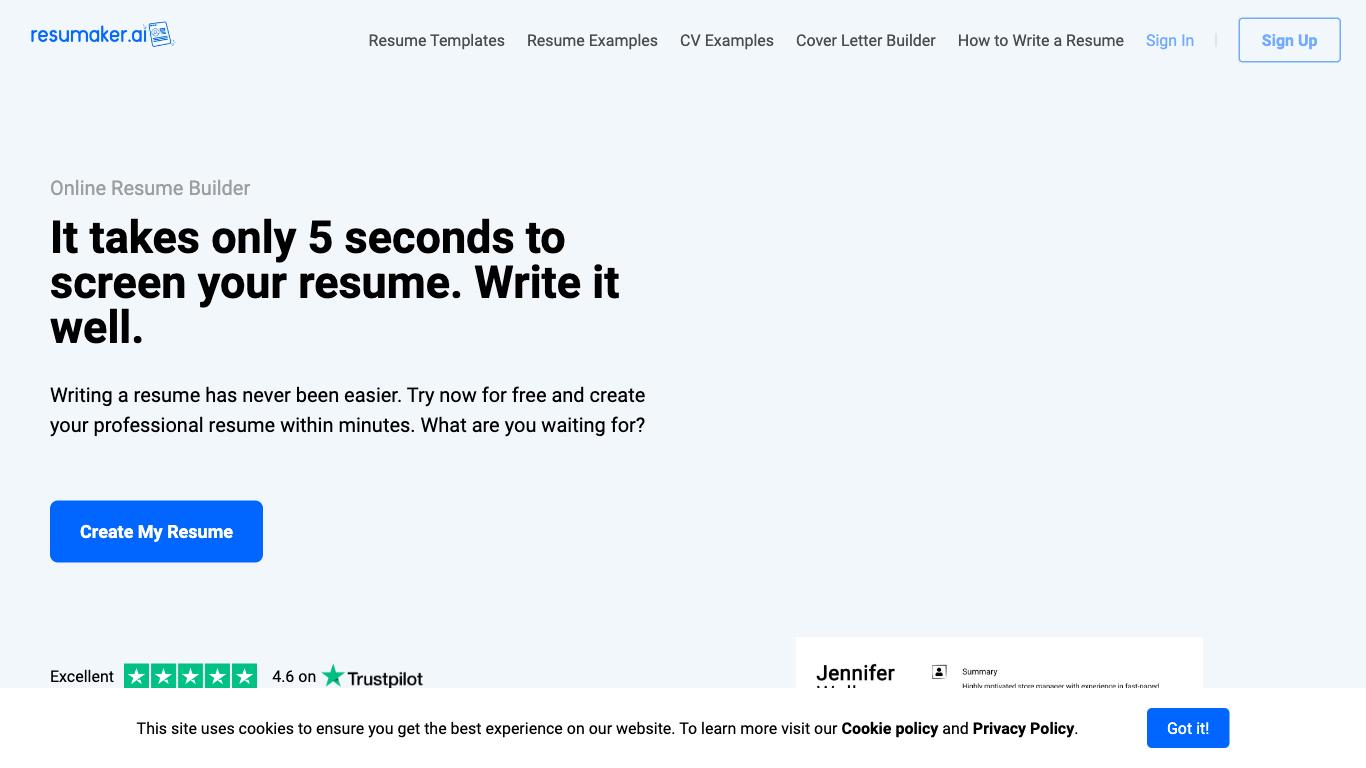 resumaker.ai
Resume Templates
Resume Examples
CV Examples
Cover Letter Builder
How to Write a Resume
Sign In
Sign Up
Online Resume Builder
It takes only 5 seconds to
screen your resume. Write it
well.
Writing a resume has never been easier. Try now for free and create
your professional resume within minutes. What are you waiting for?
Create My Resume
Excellent
4.6 on Trustpilot
Jennifer
Summary
Highly motivated store manager with experience in fast-paced
This site uses cookies to ensure you get the best experience on our website. To learn more visit our Cookie policy and Privacy Policy.
Got it!